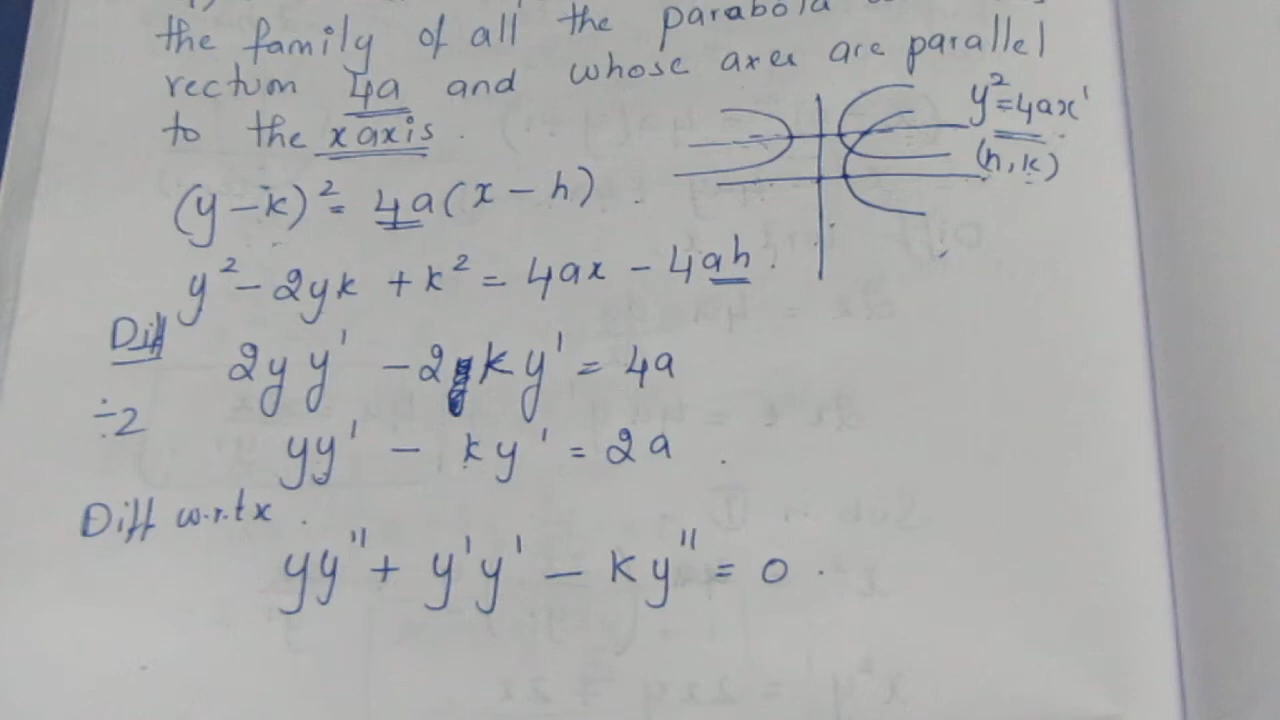 the family of all the parabola
rectum 4a and whose axes are parallel
to the x axis.
y² = 4ax'
(h, k)
(y - k)² = 4a(x - h)
y² - 2yk + k² = 4ax - 4ah.
Diff
2yy' - 2ky' = 4a
÷2
yy' - ky' = 2a
Diff w.r.t x.
yy'' + y'y' - ky'' = 0.